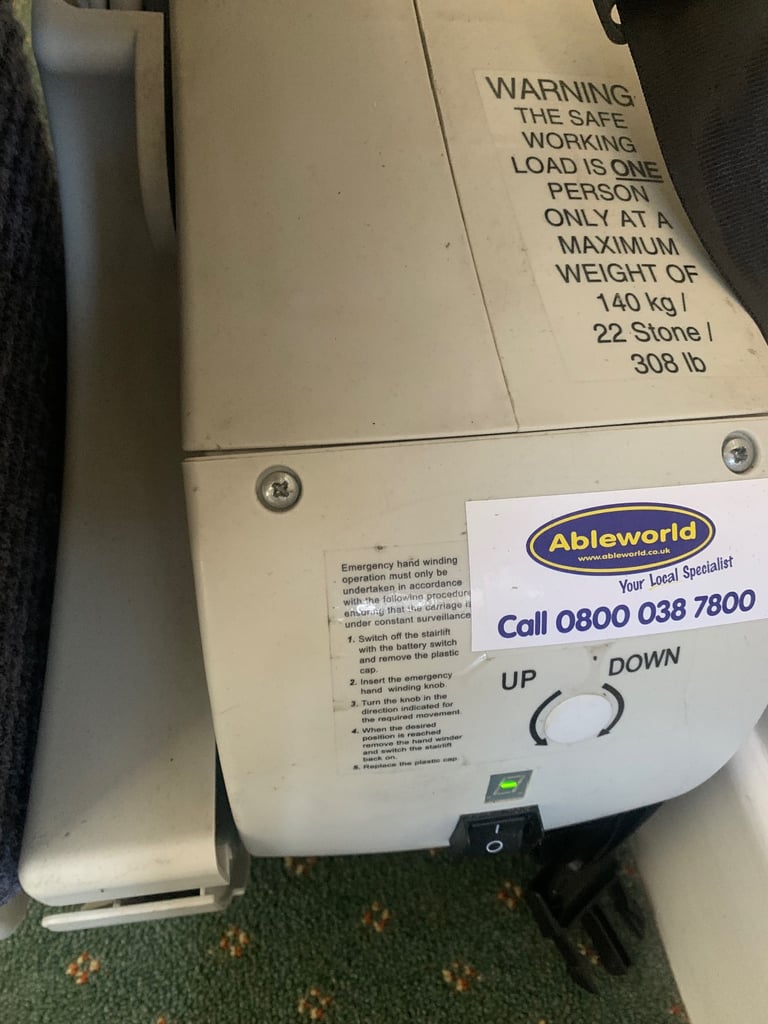 WARNING
THE SAFE
WORKING
LOAD IS ONE
PERSON
ONLY AT A
MAXIMUM
WEIGHT OF
140 kg /
22 Stone /
308 lb
Ableworld
www.ableworld.co.uk
Your Local Specialist
Call 0800 038 7800
Emergency hand winding
operation must only be
undertaken in accordance
with the following procedure
ensuring that the carriage is
under constant surveillance
1. Switch off the stairlift
with the battery switch
and remove the plastic
cap.
2. Insert the emergency
hand winding knob.
3. Turn the knob in the
direction indicated for
the required movement.
4. When the desired
position is reached
remove the hand winder
and switch the stairlift
back on.
5. Replace the plastic cap
UP DOWN
I
O